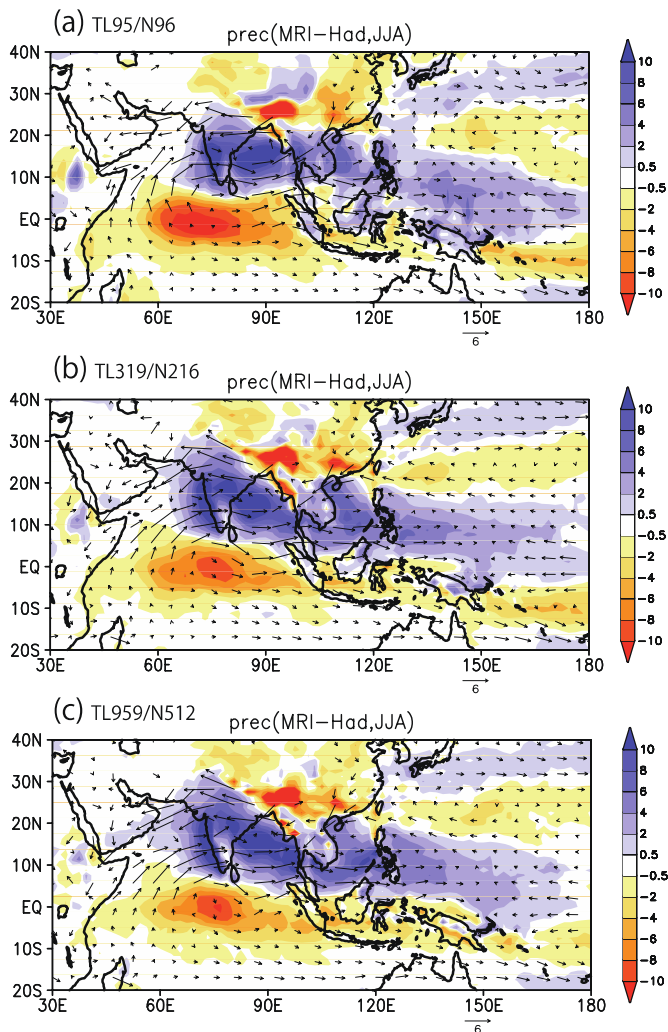 (a) TL95/N96
prec(MRI-Had,JJA)
40N
30N
20N
10N
EQ
10S
20S
30E 60E 90E 120E 150E 180
6
10
8
6
4
2
0.5
-0.5
-2
-4
-6
-8
-10
(b) TL319/N216
prec(MRI-Had,JJA)
40N
30N
20N
10N
EQ
10S
20S
30E 60E 90E 120E 150E 180
6
10
8
6
4
2
0.5
-0.5
-2
-4
-6
-8
-10
(c) TL959/N512
prec(MRI-Had,JJA)
40N
30N
20N
10N
EQ
10S
20S
30E 60E 90E 120E 150E 180
6
10
8
6
4
2
0.5
-0.5
-2
-4
-6
-8
-10